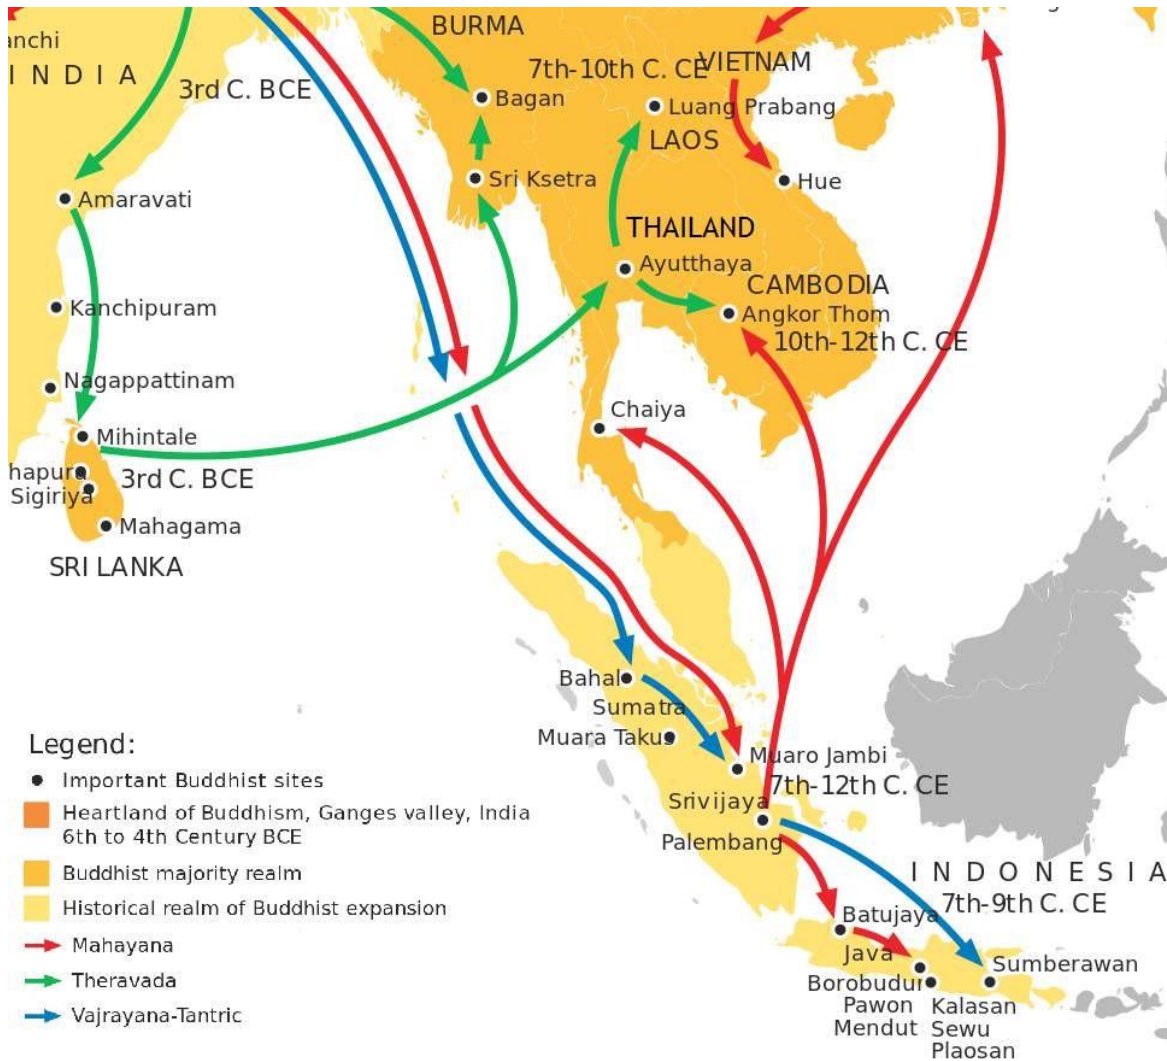 BURMA
anchi
INDIA
3rd C. BCE
7th-10th C. CE
VIETNAM
Bagan
Luang Prabang
LAOS
Amaravati
Sri Ksetra
Hue
THAILAND
Ayutthaya
CAMBODIA
Kanchipuram
Angkor Thom
10th-12th C. CE
Nagappattinam
Chaiya
Mihintale
hapura
3rd C. BCE
Sigiriya
Mahagama
SRI LANKA
Bahal
Sumatra
Muara Takus
Muaro Jambi
7th-12th C. CE
Srivijaya
Palembang
INDONESIA
7th-9th C. CE
Batujaya
Java
Sumberawan
Borobudur
Pawon
Mendut
Kalasan
Sewu
Plaosan
Legend:
Important Buddhist sites
Heartland of Buddhism, Ganges valley, India
6th to 4th Century BCE
Buddhist majority realm
Historical realm of Buddhist expansion
Mahayana
Theravada
Vajrayana-Tantric